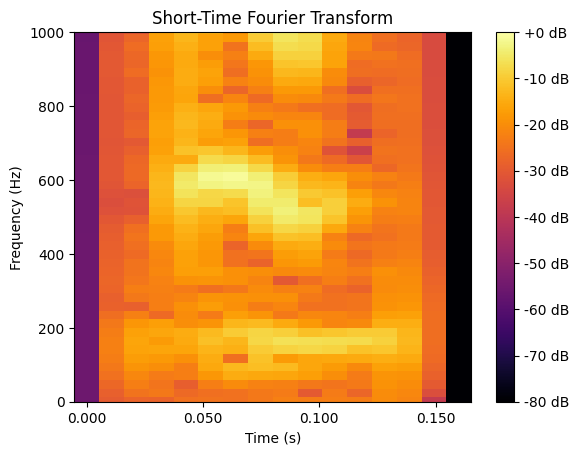 Short-Time Fourier Transform
1000
800
600
400
200
0
Frequency (Hz)
0.000
0.050
0.100
0.150
Time (s)
+0 dB
-10 dB
-20 dB
-30 dB
-40 dB
-50 dB
-60 dB
-70 dB
-80 dB